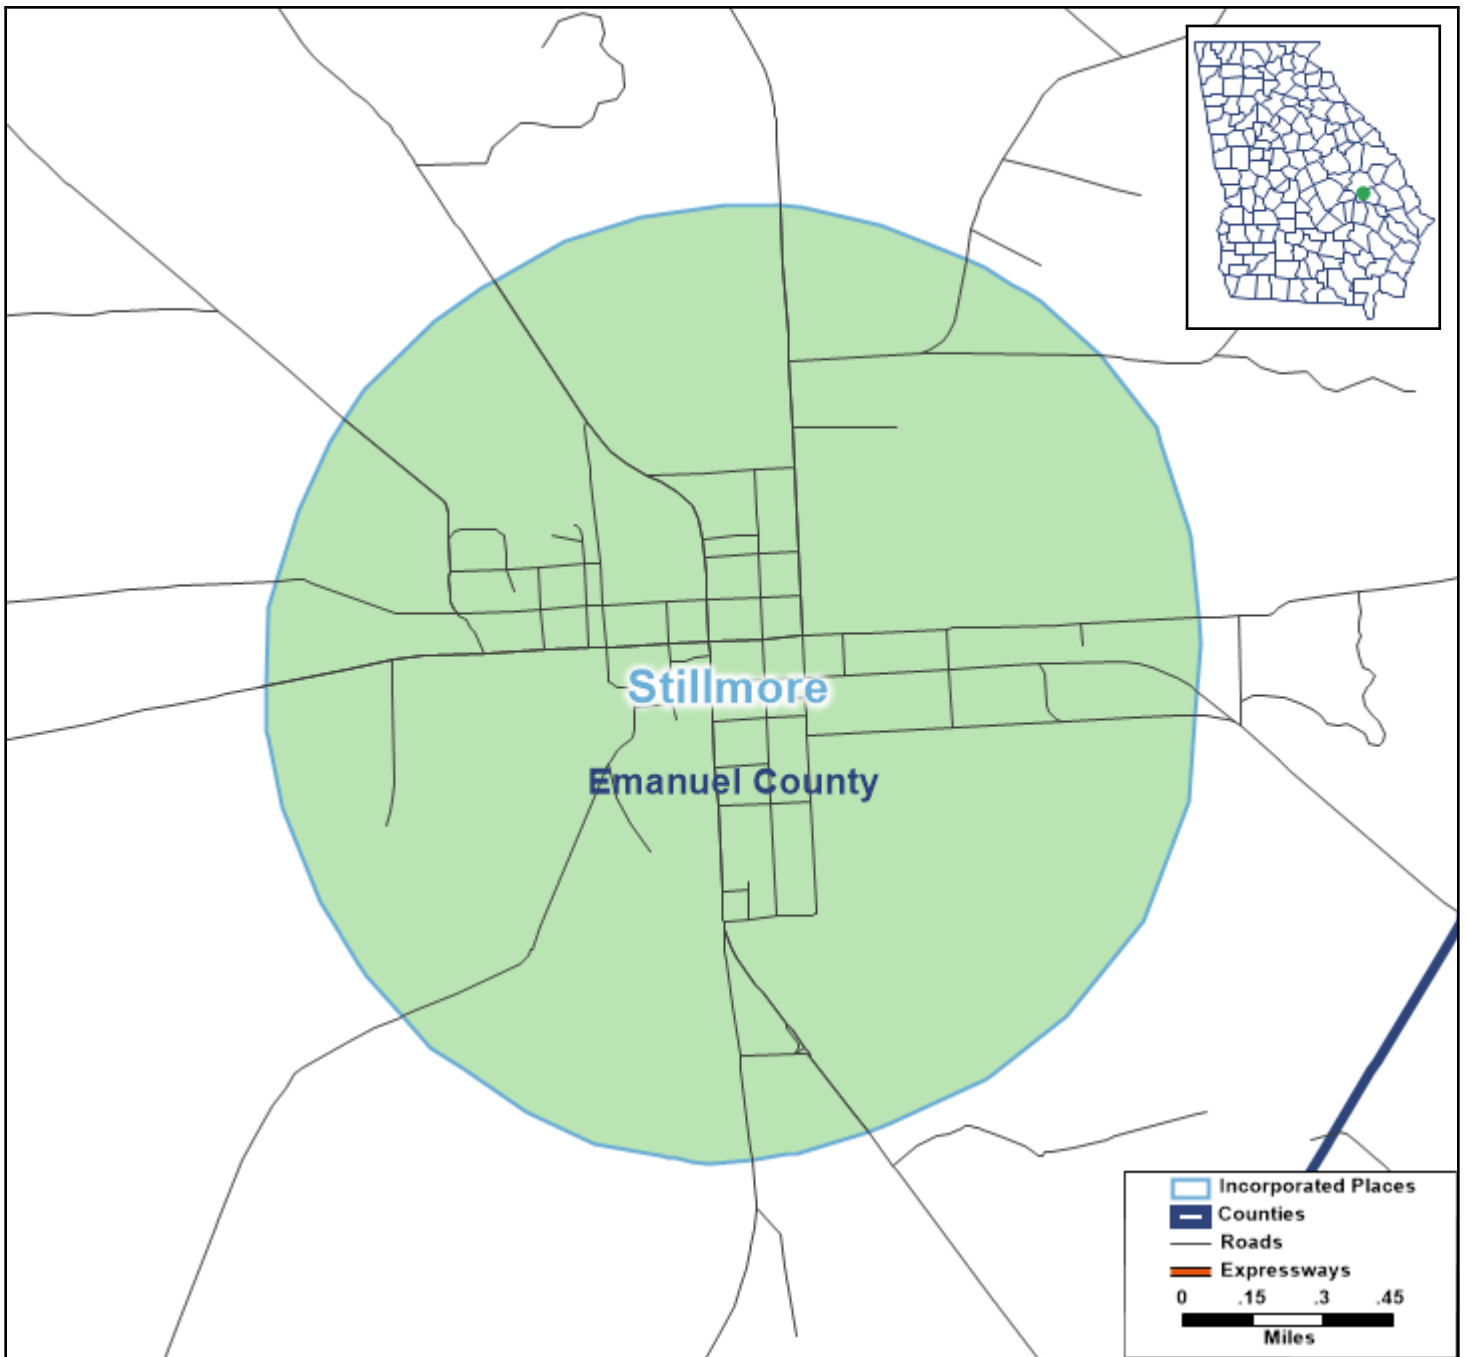 Stillmore
Emanuel County
Incorporated Places
Counties
Roads
Expressways
0 .15 .3 .45
Miles